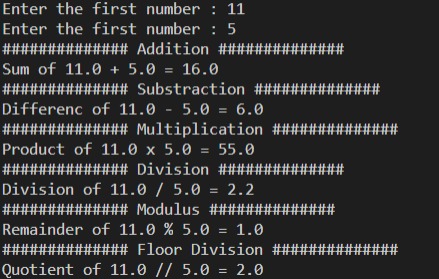 Enter the first number : 11
Enter the first number : 5
############## Addition ##############
Sum of 11.0 + 5.0 = 16.0
############## Substraction ##############
Differenc of 11.0 - 5.0 = 6.0
############## Multiplication ##############
Product of 11.0 x 5.0 = 55.0
############## Division ##############
Division of 11.0 / 5.0 = 2.2
############## Modulus ##############
Remainder of 11.0 % 5.0 = 1.0
############## Floor Division ##############
Quotient of 11.0 // 5.0 = 2.0